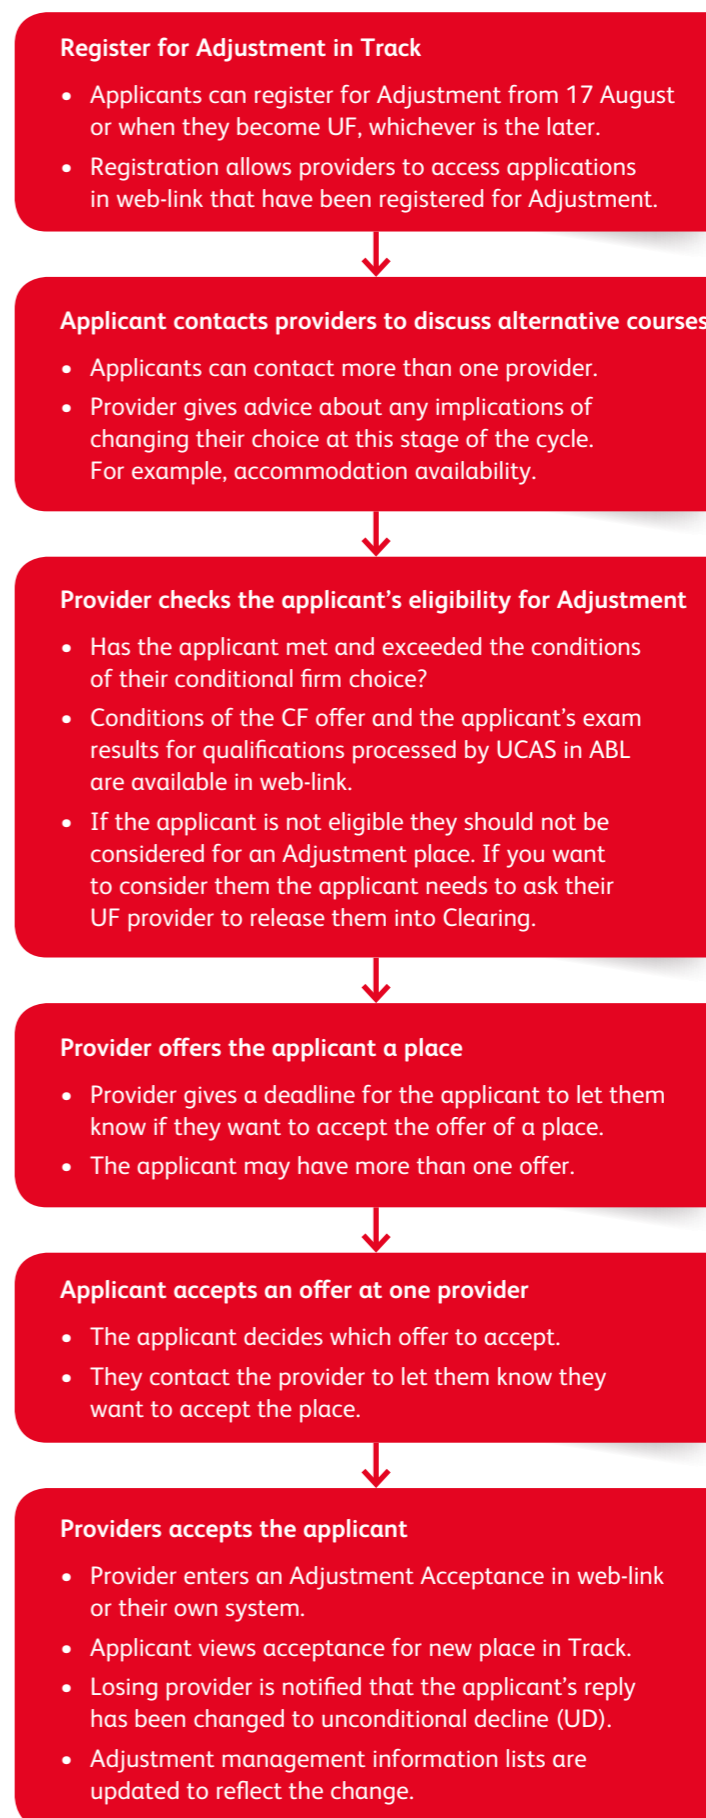 Register for Adjustment in Track
• Applicants can register for Adjustment from 17 August
or when they become UF, whichever is the later.
• Registration allows providers to access applications
in web-link that have been registered for Adjustment.
Applicant contacts providers to discuss alternative courses
• Applicants can contact more than one provider.
• Provider gives advice about any implications of
changing their choice at this stage of the cycle.
For example, accommodation availability.
Provider checks the applicant’s eligibility for Adjustment
• Has the applicant met and exceeded the conditions
of their conditional firm choice?
• Conditions of the CF offer and the applicant’s exam
results for qualifications processed by UCAS in ABL
are available in web-link.
• If the applicant is not eligible they should not be
considered for an Adjustment place. If you want
to consider them the applicant needs to ask their
UF provider to release them into Clearing.
Provider offers the applicant a place
• Provider gives a deadline for the applicant to let them
know if they want to accept the offer of a place.
• The applicant may have more than one offer.
Applicant accepts an offer at one provider
• The applicant decides which offer to accept.
• They contact the provider to let them know they
want to accept the place.
Providers accepts the applicant
• Provider enters an Adjustment Acceptance in web-link
or their own system.
• Applicant views acceptance for new place in Track.
• Losing provider is notified that the applicant’s reply
has been changed to unconditional decline (UD).
• Adjustment management information lists are
updated to reflect the change.